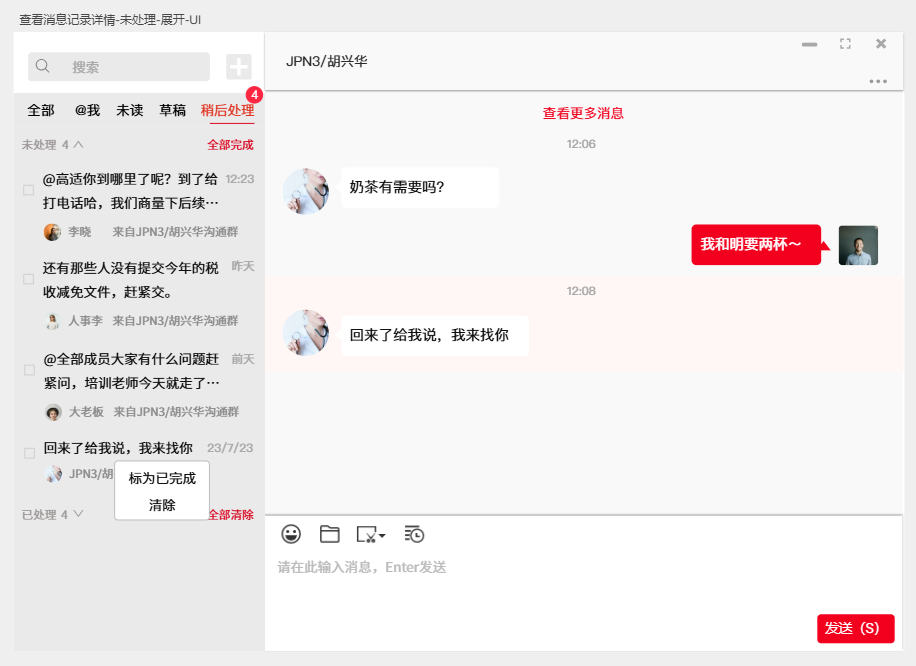 查看消息记录详情-未处理-展开-UI
搜索
全部 @我 未读 草稿 稍后处理 4
未处理 4 全部完成
@高适你到哪里了呢？到了给 12:23
打电话哈，我们商量下后续···
李晓 来自JPN3/胡兴华沟通群
还有那些人没有提交今年的税 昨天
收减免文件，赶紧交。
人事李 来自JPN3/胡兴华沟通群
@全部成员大家有什么问题赶 前天
紧问，培训老师今天就走了···
大老板 来自JPN3/胡兴华沟通群
回来了给我说，我来找你 23/7/23
JPN3/胡
标为已完成
清除
已处理 4 全部清除
JPN3/胡兴华
查看更多消息
12:06
奶茶有需要吗？
我和明要两杯～
12:08
回来了给我说，我来找你
请在此输入消息，Enter发送
发送（S）